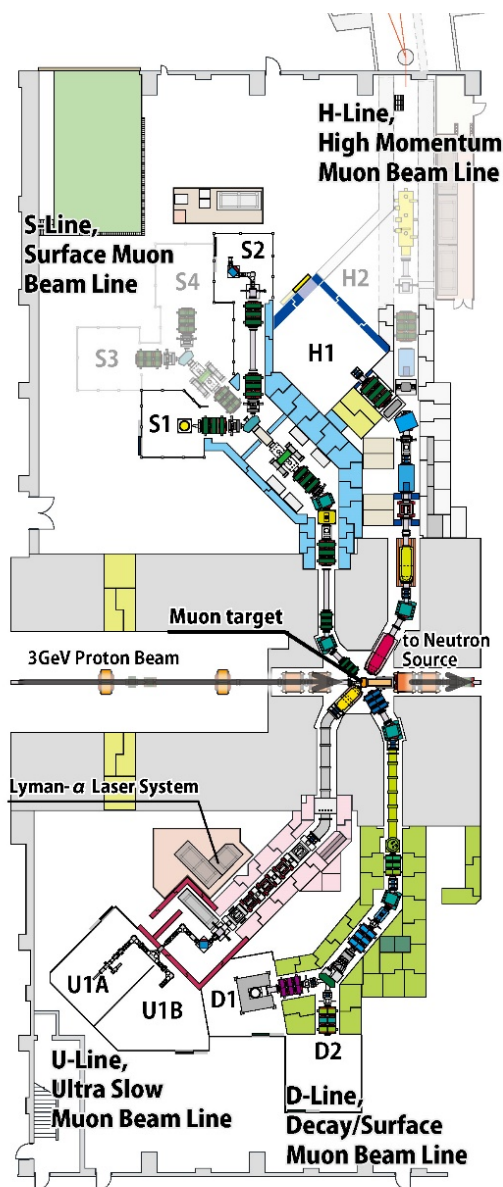 H-Line,
High Momentum
Muon Beam Line
S-Line,
Surface Muon
Beam Line
S2
S4
H2
S3
H1
S1
Muon target
to Neutron
Source
3GeV Proton Beam
Lyman-α Laser System
U1A
U1B
D1
D2
U-Line,
Ultra Slow
Muon Beam Line
D-Line,
Decay/Surface
Muon Beam Line